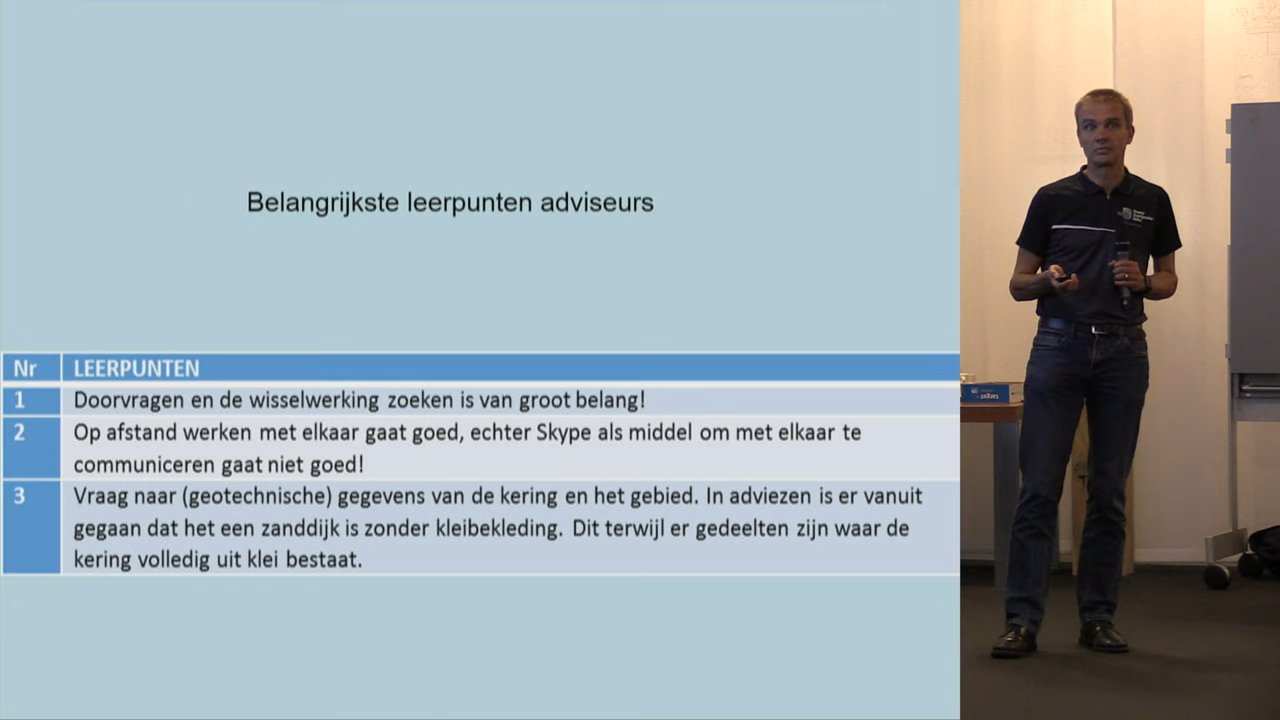 Belangrijkste leerpunten adviseurs
Nr LEERPUNTEN
1 Doorvragen en de wisselwerking zoeken is van groot belang!
2 Op afstand werken met elkaar gaat goed, echter Skype als middel om met elkaar te
communiceren gaat niet goed!
3 Vraag naar (geotechnische) gegevens van de kering en het gebied. In adviezen is er vanuit
gegaan dat het een zanddijk is zonder kleibekleding. Dit terwijl er gedeelten zijn waar de
kering volledig uit klei bestaat.